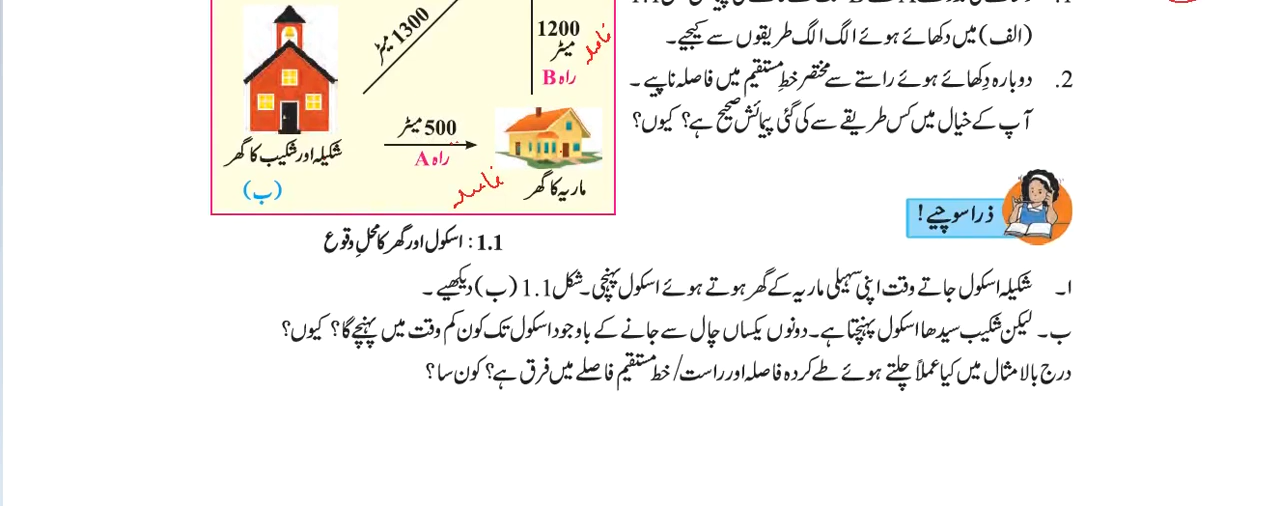 (الف) میں دکھائے ہوئے الگ الگ طریقوں سے کیجیے۔
2. دوبارہ دِکھائے ہوئے راستے سے مختصر خطِ مستقیم میں فاصلہ ناپیے۔
آپ کے خیال میں کس طریقے سے کی گئی پیمائش صحیح ہے؟ کیوں؟
1300 میٹر
1200
میٹر
فاصلہ
راہ B
500 میٹر
راہ A
فاصلہ
شکیلہ اور شکیب کا گھر
ماریہ کا گھر
(ب)
1.1 : اسکول اور گھر کا محلِ وقوع
ذرا سوچیے!
ا۔ شکیلہ اسکول جاتے وقت اپنی سہیلی ماریہ کے گھر ہوتے ہوئے اسکول پہنچی۔ شکل 1.1 (ب) دیکھیے۔
ب۔ لیکن شکیب سیدھا اسکول پہنچتا ہے۔ دونوں یکساں چال سے جانے کے باوجود اسکول تک کون کم وقت میں پہنچے گا؟ کیوں؟
درج بالا مثال میں کیا عملاً چلتے ہوئے طے کردہ فاصلہ اور راست/ خط مستقیم فاصلے میں فرق ہے؟ کون سا؟